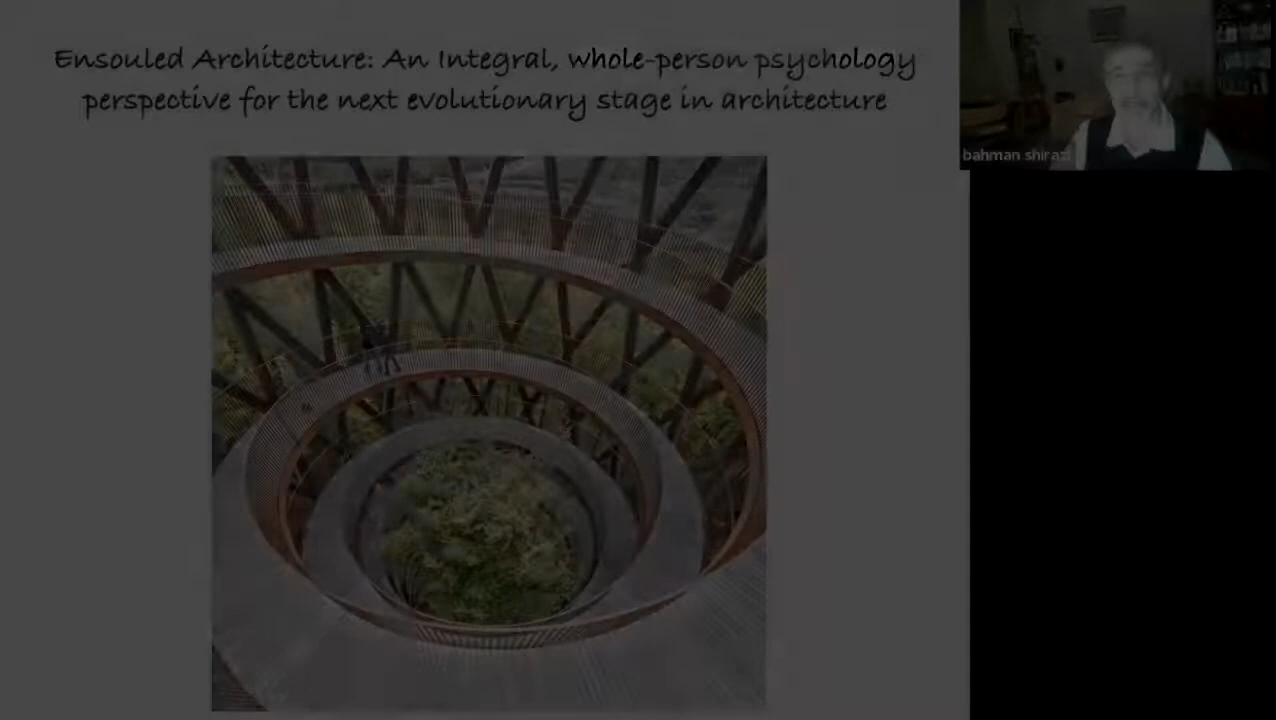 Ensouled Architecture: An Integral, whole-person psychology
perspective for the next evolutionary stage in architecture
bahman shirazi